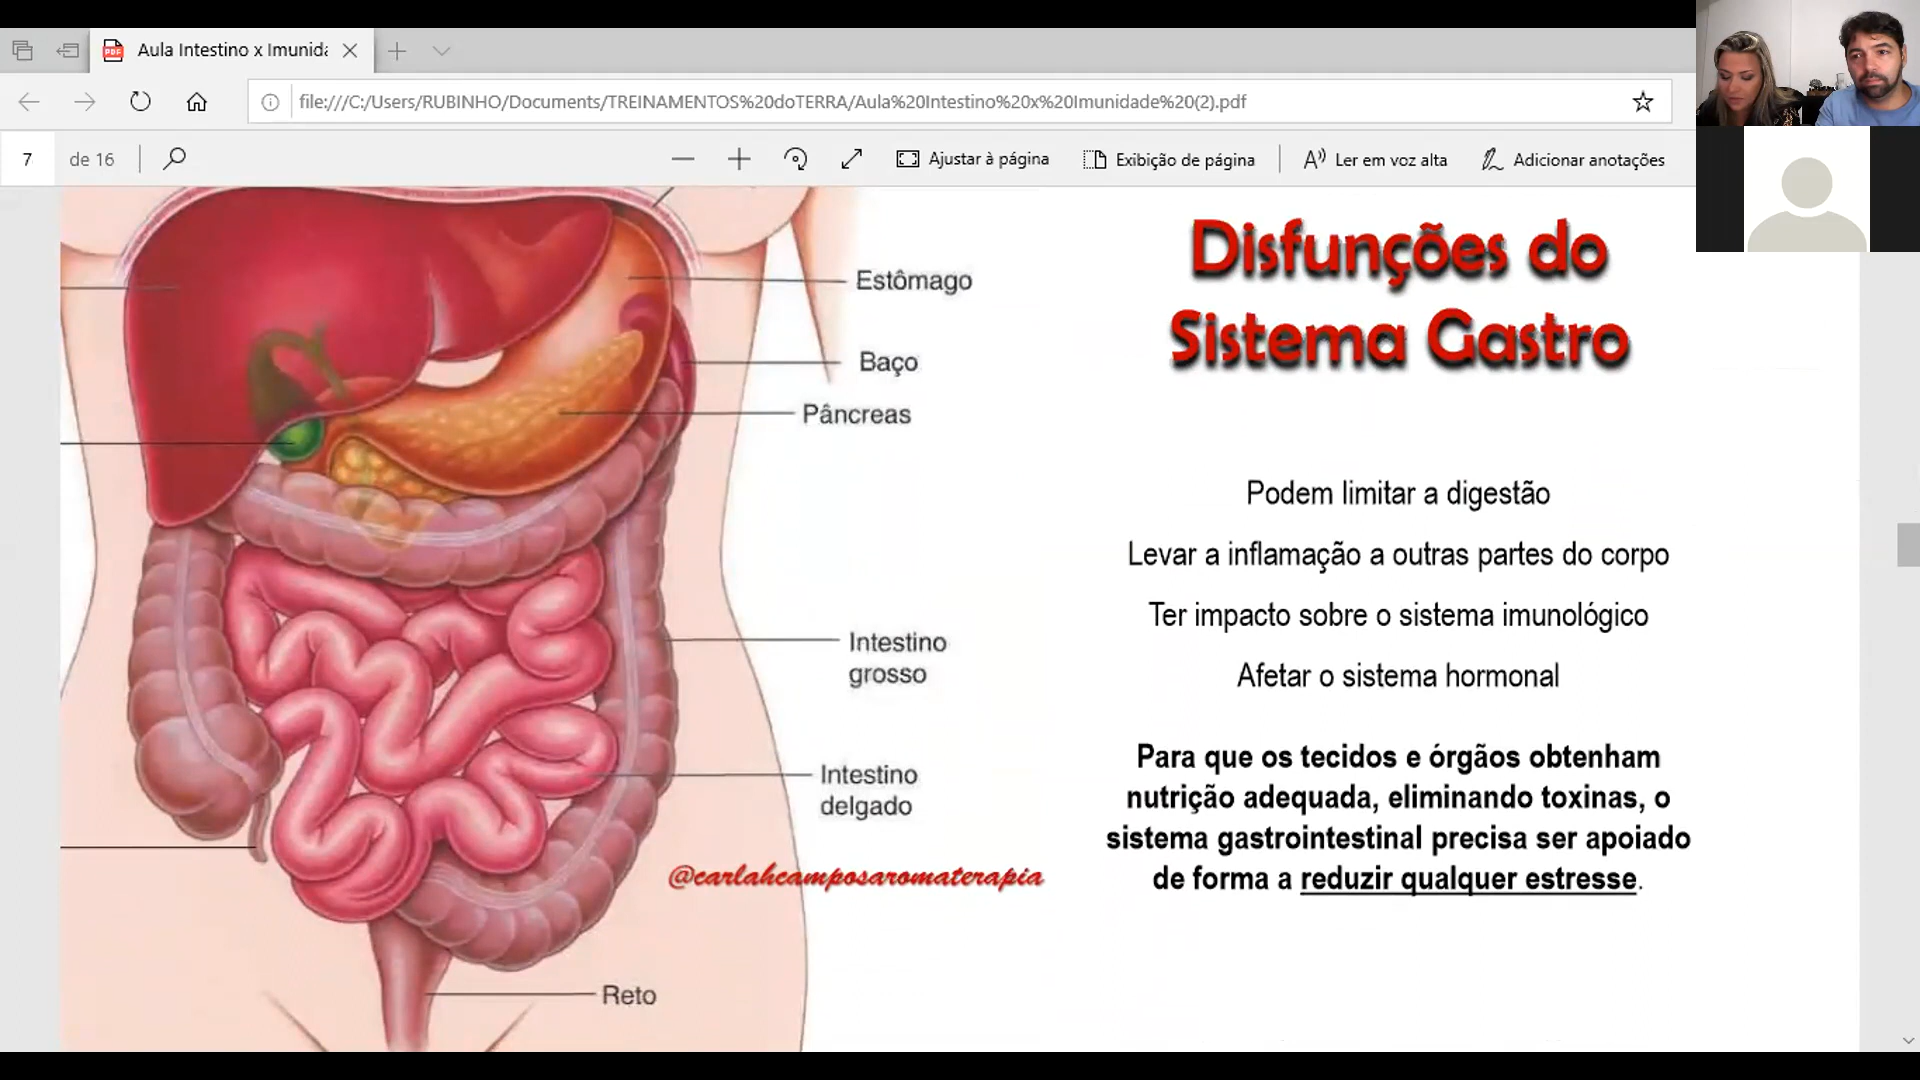 Aula Intestino x Imunida
file:///C:/Users/RUBINHO/Documents/TREINAMENTOS%20doTERRA/Aula%20Intestino%20x%20Imunidade%20(2).pdf
7 de 16
Ajustar à página
Exibição de página
Ler em voz alta
Adicionar anotações
Estômago
Baço
Pâncreas
Intestino
grosso
Intestino
delgado
@carlahcamposaromaterapia
Reto
Disfunções do
Sistema Gastro
Podem limitar a digestão
Levar a inflamação a outras partes do corpo
Ter impacto sobre o sistema imunológico
Afetar o sistema hormonal
Para que os tecidos e órgãos obtenham
nutrição adequada, eliminando toxinas, o
sistema gastrointestinal precisa ser apoiado
de forma a reduzir qualquer estresse.